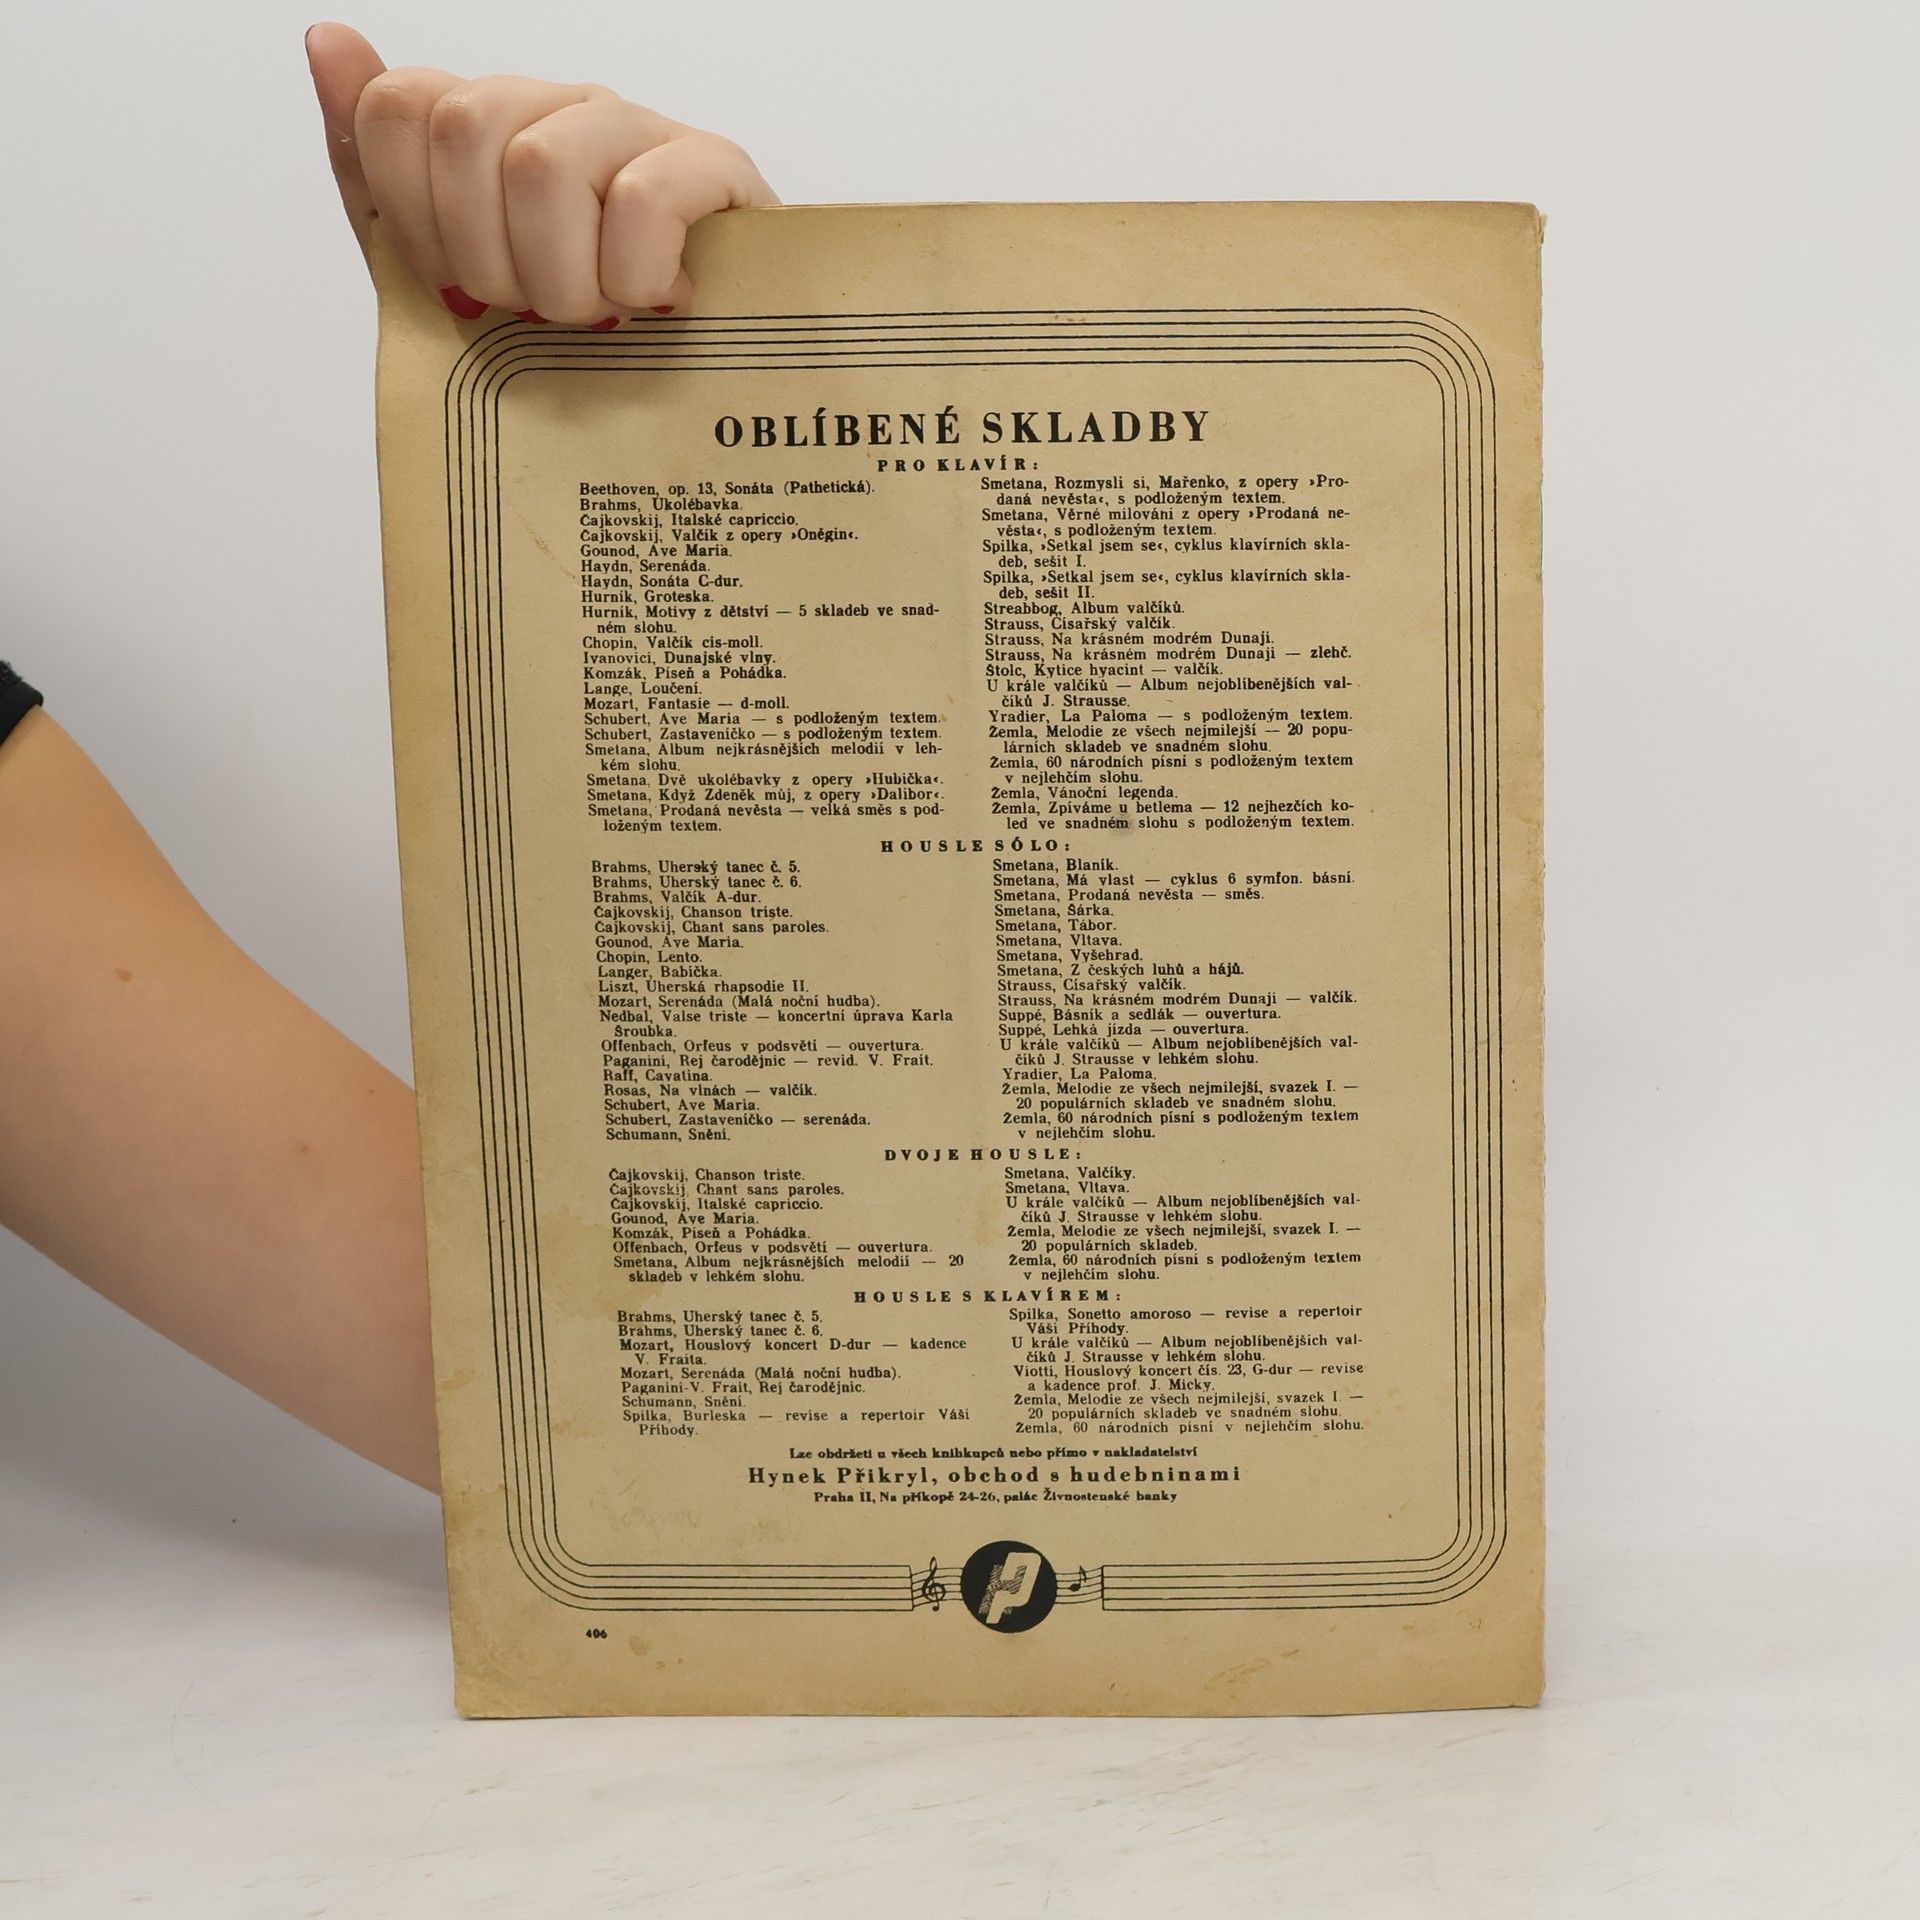 OBLÍBENÉ SKLADBY
PRO KLAVÍR:
Beethoven, op. 13, Sonáta (Pathetická).
Brahms, Ukolébavka.
Čajkovskij, Italské capriccio.
Čajkovskij, Valčík z opery ›Oněgin‹.
Gounod, Ave Maria.
Haydn, Serenáda.
Haydn, Sonáta C-dur.
Hurník, Groteska.
Hurník, Motivy z dětství — 5 skladeb ve snad-
ném slohu.
Chopin, Valčík cis-moll.
Ivanovici, Dunajské vlny.
Komzák, Píseň a Pohádka.
Lange, Loučení.
Mozart, Fantasie — d-moll.
Schubert, Ave Maria — s podloženým textem.
Schubert, Zastaveníčko — s podloženým textem.
Smetana, Album nejkrásnějších melodií v leh-
kém slohu.
Smetana, Dvě ukolébavky z opery ›Hubička‹.
Smetana, Když Zdeněk můj, z opery ›Dalibor‹.
Smetana, Prodaná nevěsta — velká směs s pod-
loženým textem.
Smetana, Rozmysli si, Mařenko, z opery ›Pro-
daná nevěsta‹, s podloženým textem.
Smetana, Věrné milování z opery ›Prodaná ne-
věsta‹, s podloženým textem.
Spilka, ›Setkal jsem se‹, cyklus klavírních skla-
deb, sešit I.
Spilka, ›Setkal jsem se‹, cyklus klavírních skla-
deb, sešit II.
Streabbog, Album valčíků.
Strauss, Císařský valčík.
Strauss, Na krásném modrém Dunaji.
Strauss, Na krásném modrém Dunaji — zlehč.
Štolc, Kytice hyacint — valčík.
U krále valčíků — Album nejoblíbenějších val-
číků J. Strausse.
Yradier, La Paloma — s podloženým textem.
Žemla, Melodie ze všech nejmilejší — 20 popu-
lárních skladeb ve snadném slohu.
Žemla, 60 národních písní s podloženým textem
v nejlehčím slohu.
Žemla, Vánoční legenda.
Žemla, Zpíváme u betlema — 12 nejhezčích ko-
led ve snadném slohu s podloženým textem.
HOUSLE SÓLO:
Brahms, Uherský tanec č. 5.
Brahms, Uherský tanec č. 6.
Brahms, Valčík A-dur.
Čajkovskij, Chanson triste.
Čajkovskij, Chant sans paroles.
Gounod, Ave Maria.
Chopin, Lento.
Langer, Babička.
Liszt, Uherská rhapsodie II.
Mozart, Serenáda (Malá noční hudba).
Nedbal, Valse triste — koncertní úprava Karla
Šroubka.
Offenbach, Orfeus v podsvětí — ouvertura.
Paganini, Rej čarodějnic — revid. V. Frait.
Raff, Cavatina.
Rosas, Na vlnách — valčík.
Schubert, Ave Maria.
Schubert, Zastaveníčko — serenáda.
Schumann, Snění.
Smetana, Blaník.
Smetana, Má vlast — cyklus 6 symfon. básní.
Smetana, Prodaná nevěsta — směs.
Smetana, Šárka.
Smetana, Tábor.
Smetana, Vltava.
Smetana, Vyšehrad.
Smetana, Z českých luhů a hájů.
Strauss, Císařský valčík.
Strauss, Na krásném modrém Dunaji — valčík.
Suppé, Básník a sedlák — ouvertura.
Suppé, Lehká jízda — ouvertura.
U krále valčíků — Album nejoblíbenějších val-
číků J. Strausse v lehkém slohu.
Yradier, La Paloma.
Žemla, Melodie ze všech nejmilejší, svazek I. —
20 populárních skladeb ve snadném slohu.
Žemla, 60 národních písní s podloženým textem
v nejlehčím slohu.
DVOJE HOUSLE:
Čajkovskij, Chanson triste.
Čajkovskij, Chant sans paroles.
Čajkovskij, Italské capriccio.
Gounod, Ave Maria.
Komzák, Píseň a Pohádka.
Offenbach, Orfeus v podsvětí — ouvertura.
Smetana, Album nejkrásnějších melodií — 20
skladeb v lehkém slohu.
Smetana, Valčíky.
Smetana, Vltava.
U krále valčíků — Album nejoblíbenějších val-
číků J. Strausse v lehkém slohu.
Žemla, Melodie ze všech nejmilejší, svazek I. —
20 populárních skladeb.
Žemla, 60 národních písní s podloženým textem
v nejlehčím slohu.
HOUSLE S KLAVÍREM:
Brahms, Uherský tanec č. 5.
Brahms, Uherský tanec č. 6.
Mozart, Houslový koncert D-dur — kadence
V. Fraita.
Mozart, Serenáda (Malá noční hudba).
Paganini-V. Frait, Rej čarodějnic.
Schumann, Snění.
Spilka, Burleska — revise a repertoir Váši
Příhody.
Spilka, Sonetto amoroso — revise a repertoir
Váši Příhody.
U krále valčíků — Album nejoblíbenějších val-
číků J. Strausse v lehkém slohu.
Viotti, Houslový koncert čís. 23, G-dur — revise
a kadence prof. J. Micky.
Žemla, Melodie ze všech nejmilejší, svazek I. —
20 populárních skladeb ve snadném slohu.
Žemla, 60 národních písní v nejlehčím slohu.
Lze obdržeti u všech knihkupců nebo přímo v nakladatelství
Hynek Přikryl, obchod s hudebninami
Praha II, Na příkopě 24-26, palác Živnostenské banky
HP
406